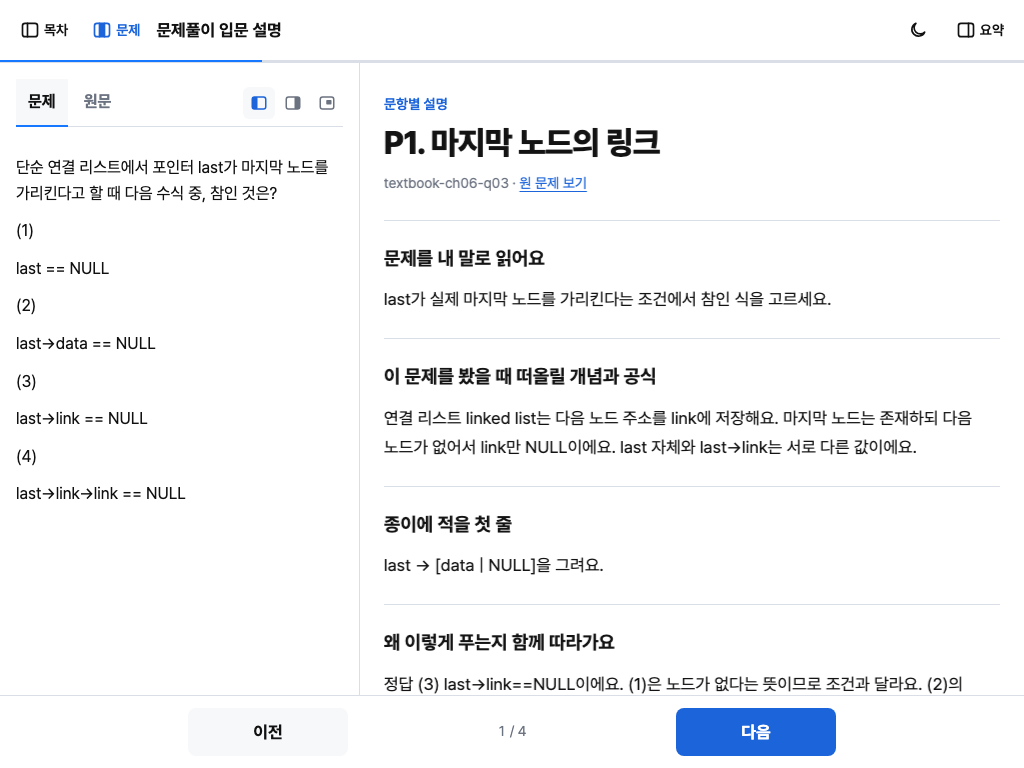 목차
문제
문제풀이 입문 설명
요약
문제
원문
단순 연결 리스트에서 포인터 last가 마지막 노드를
가리킨다고 할 때 다음 수식 중, 참인 것은?
(1)
last == NULL
(2)
last→data == NULL
(3)
last→link == NULL
(4)
last→link→link == NULL
문항별 설명
P1. 마지막 노드의 링크
textbook-ch06-q03 · 원 문제 보기
문제를 내 말로 읽어요
last가 실제 마지막 노드를 가리킨다는 조건에서 참인 식을 고르세요.
이 문제를 봤을 때 떠올릴 개념과 공식
연결 리스트 linked list는 다음 노드 주소를 link에 저장해요. 마지막 노드는 존재하되 다음
노드가 없어서 link만 NULL이에요. last 자체와 last→link는 서로 다른 값이에요.
종이에 적을 첫 줄
last → [data | NULL]을 그려요.
왜 이렇게 푸는지 함께 따라가요
정답 (3) last→link==NULL이에요. (1)은 노드가 없다는 뜻이므로 조건과 달라요. (2)의
이전
1 / 4
다음